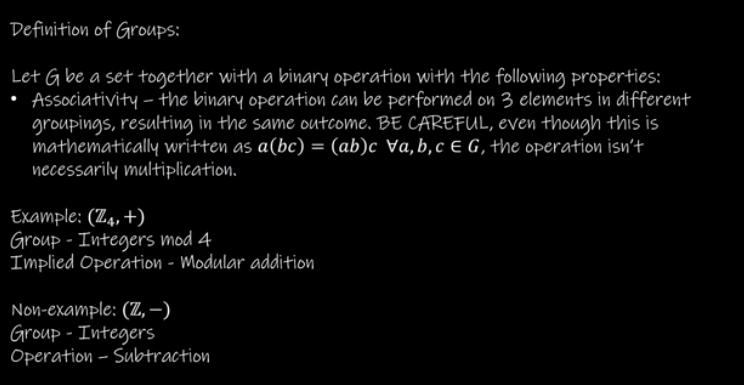 Definition of Groups:
Let G be a set together with a binary operation with the following properties:
• Associativity – the binary operation can be performed on 3 elements in different
groupings, resulting in the same outcome. BE CAREFUL, even though this is
mathematically written as a(bc) = (ab)c ∀a, b, c ∈ G, the operation isn't
necessarily multiplication.
Example: (ℤ₄, +)
Group - Integers mod 4
Implied Operation - Modular addition
Non-example: (ℤ, −)
Group - Integers
Operation – Subtraction